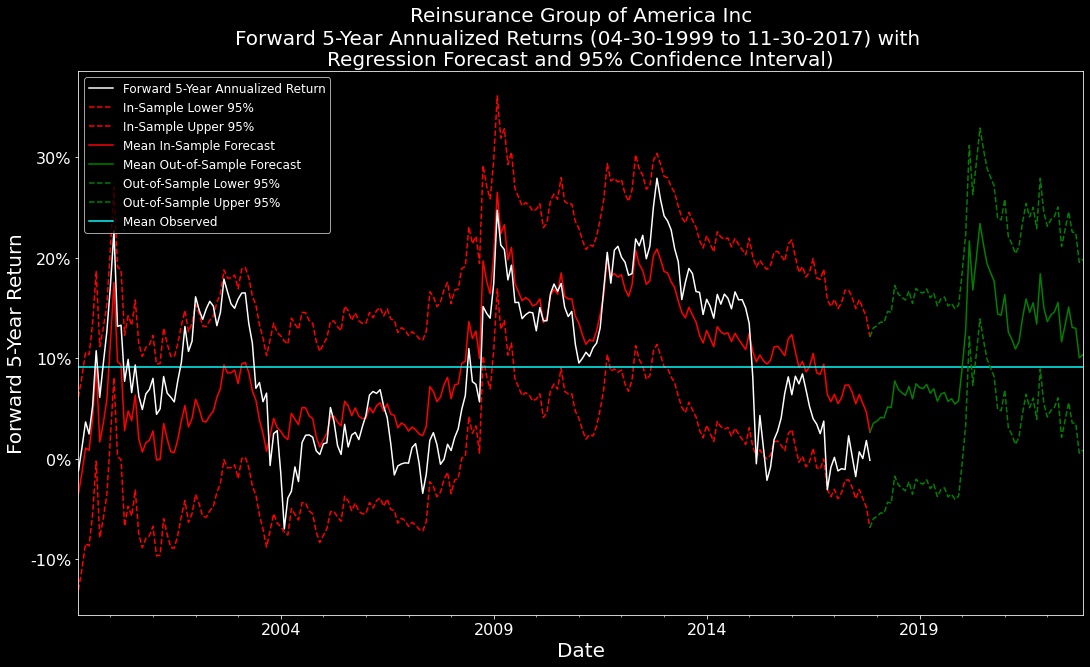 Reinsurance Group of America Inc
Forward 5-Year Annualized Returns (04-30-1999 to 11-30-2017) with
Regression Forecast and 95% Confidence Interval)
Forward 5-Year Annualized Return
In-Sample Lower 95%
In-Sample Upper 95%
Mean In-Sample Forecast
Mean Out-of-Sample Forecast
Out-of-Sample Lower 95%
Out-of-Sample Upper 95%
Mean Observed
Forward 5-Year Return
30%
20%
10%
0%
-10%
2004
2009
2014
2019
Date